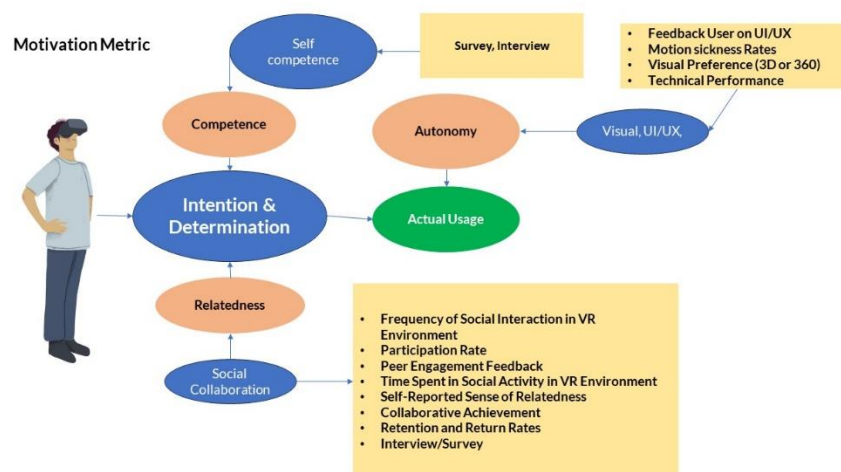 Motivation Metric
Self
competence
Survey, Interview
• Feedback User on UI/UX
• Motion sickness Rates
• Visual Preference (3D or 360)
• Technical Performance
Competence
Autonomy
Visual, UI/UX,
Intention &
Determination
Actual Usage
Relatedness
Social
Collaboration
• Frequency of Social Interaction in VR
Environment
• Participation Rate
• Peer Engagement Feedback
• Time Spent in Social Activity in VR Environment
• Self-Reported Sense of Relatedness
• Collaborative Achievement
• Retention and Return Rates
• Interview/Survey